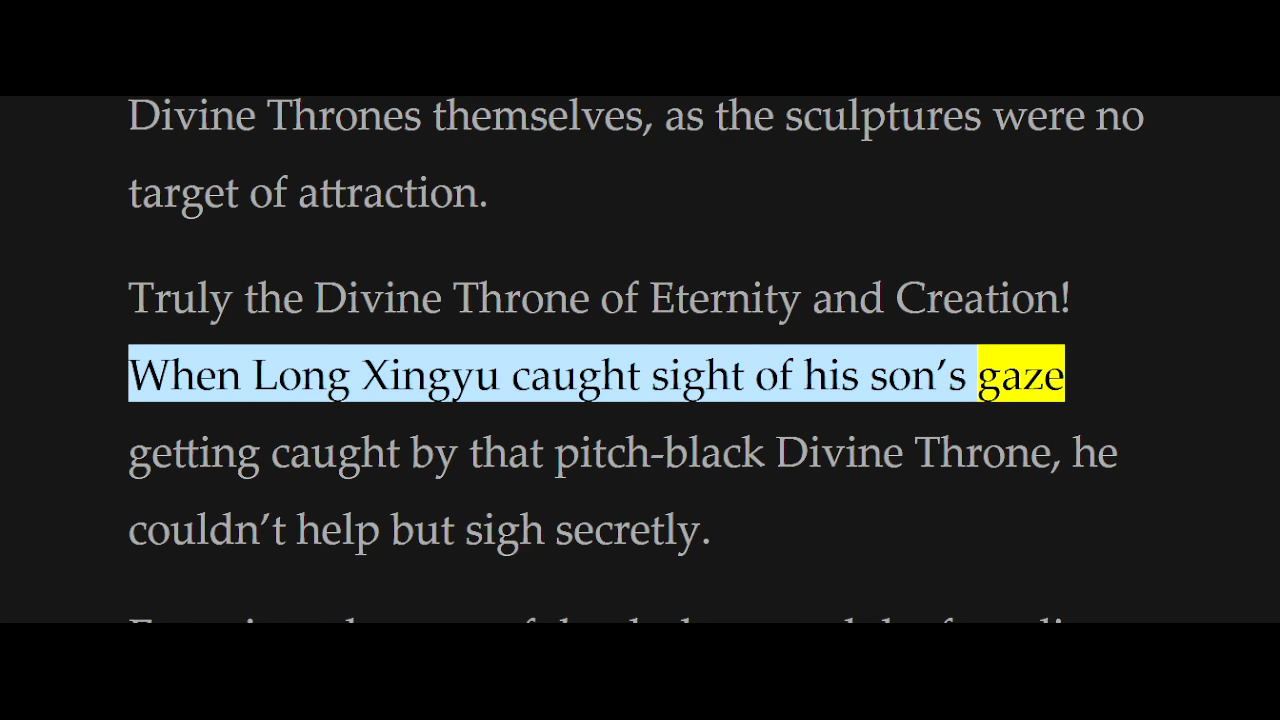 Divine Thrones themselves, as the sculptures were no
target of attraction.
Truly the Divine Throne of Eternity and Creation!
When Long Xingyu caught sight of his son’s gaze
getting caught by that pitch-black Divine Throne, he
couldn’t help but sigh secretly.